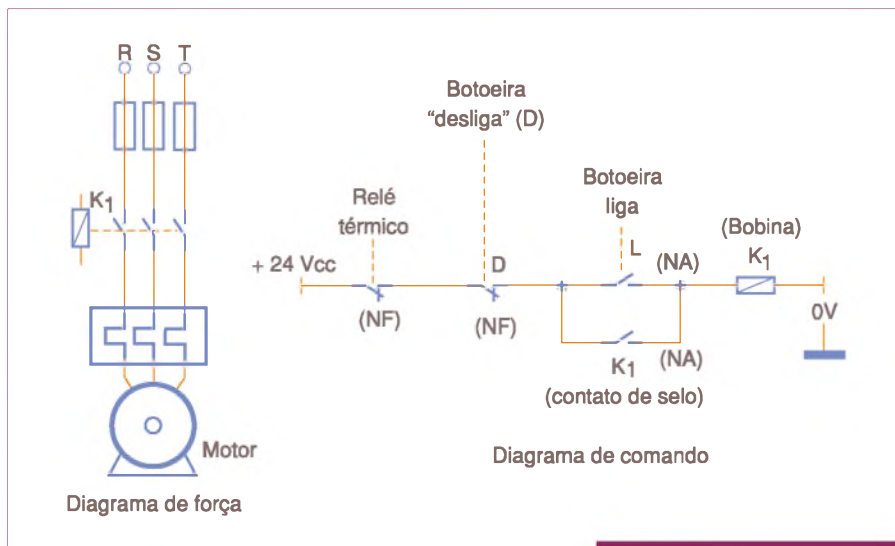 R S T
K1
Motor
Diagrama de força
Botoeira
“desliga” (D)
Relé
térmico
Botoeira
liga
+ 24 Vcc
D
L
(NA)
(Bobina)
K1
(NF)
(NF)
0V
K1
(NA)
(contato de selo)
Diagrama de comando